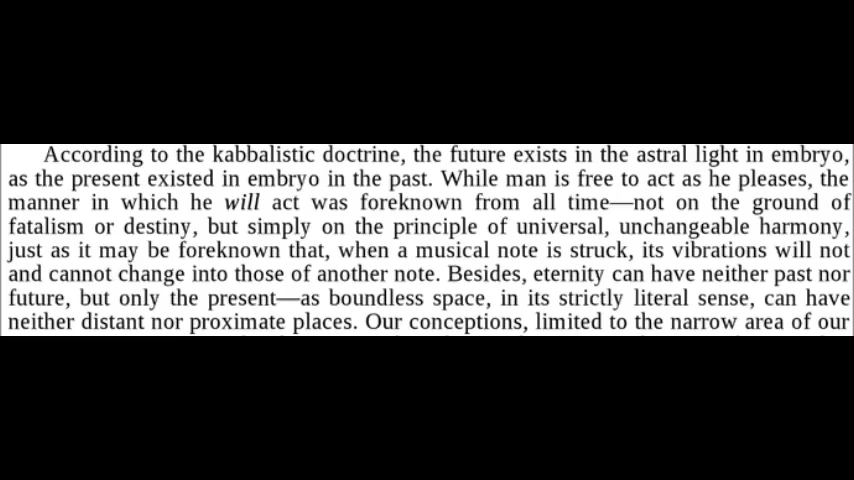 According to the kabbalistic doctrine, the future exists in the astral light in embryo,
as the present existed in embryo in the past. While man is free to act as he pleases, the
manner in which he will act was foreknown from all time—not on the ground of
fatalism or destiny, but simply on the principle of universal, unchangeable harmony,
just as it may be foreknown that, when a musical note is struck, its vibrations will not
and cannot change into those of another note. Besides, eternity can have neither past nor
future, but only the present—as boundless space, in its strictly literal sense, can have
neither distant nor proximate places. Our conceptions, limited to the narrow area of our